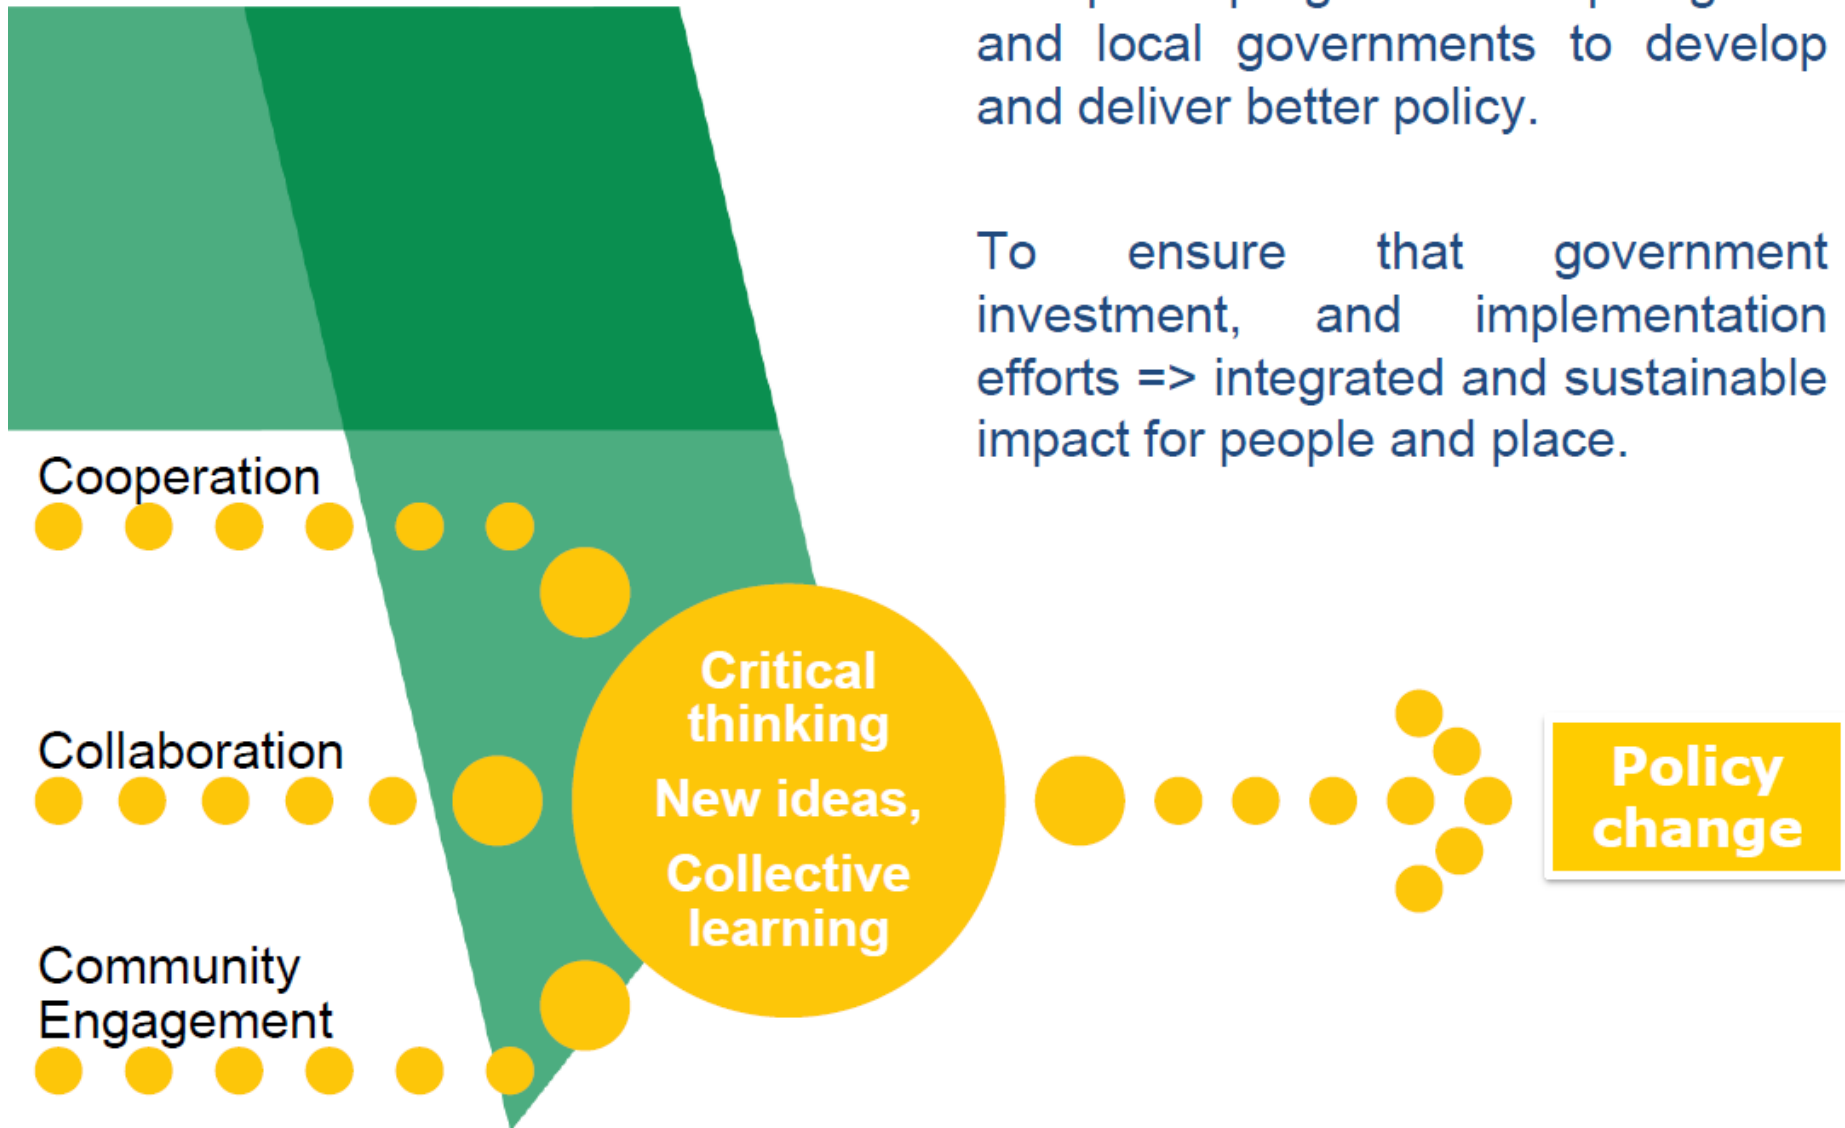 and local governments to develop
and deliver better policy.
To ensure that government
investment, and implementation
efforts => integrated and sustainable
impact for people and place.
Cooperation
Collaboration
Community
Engagement
Critical
thinking
New ideas,
Collective
learning
Policy
change